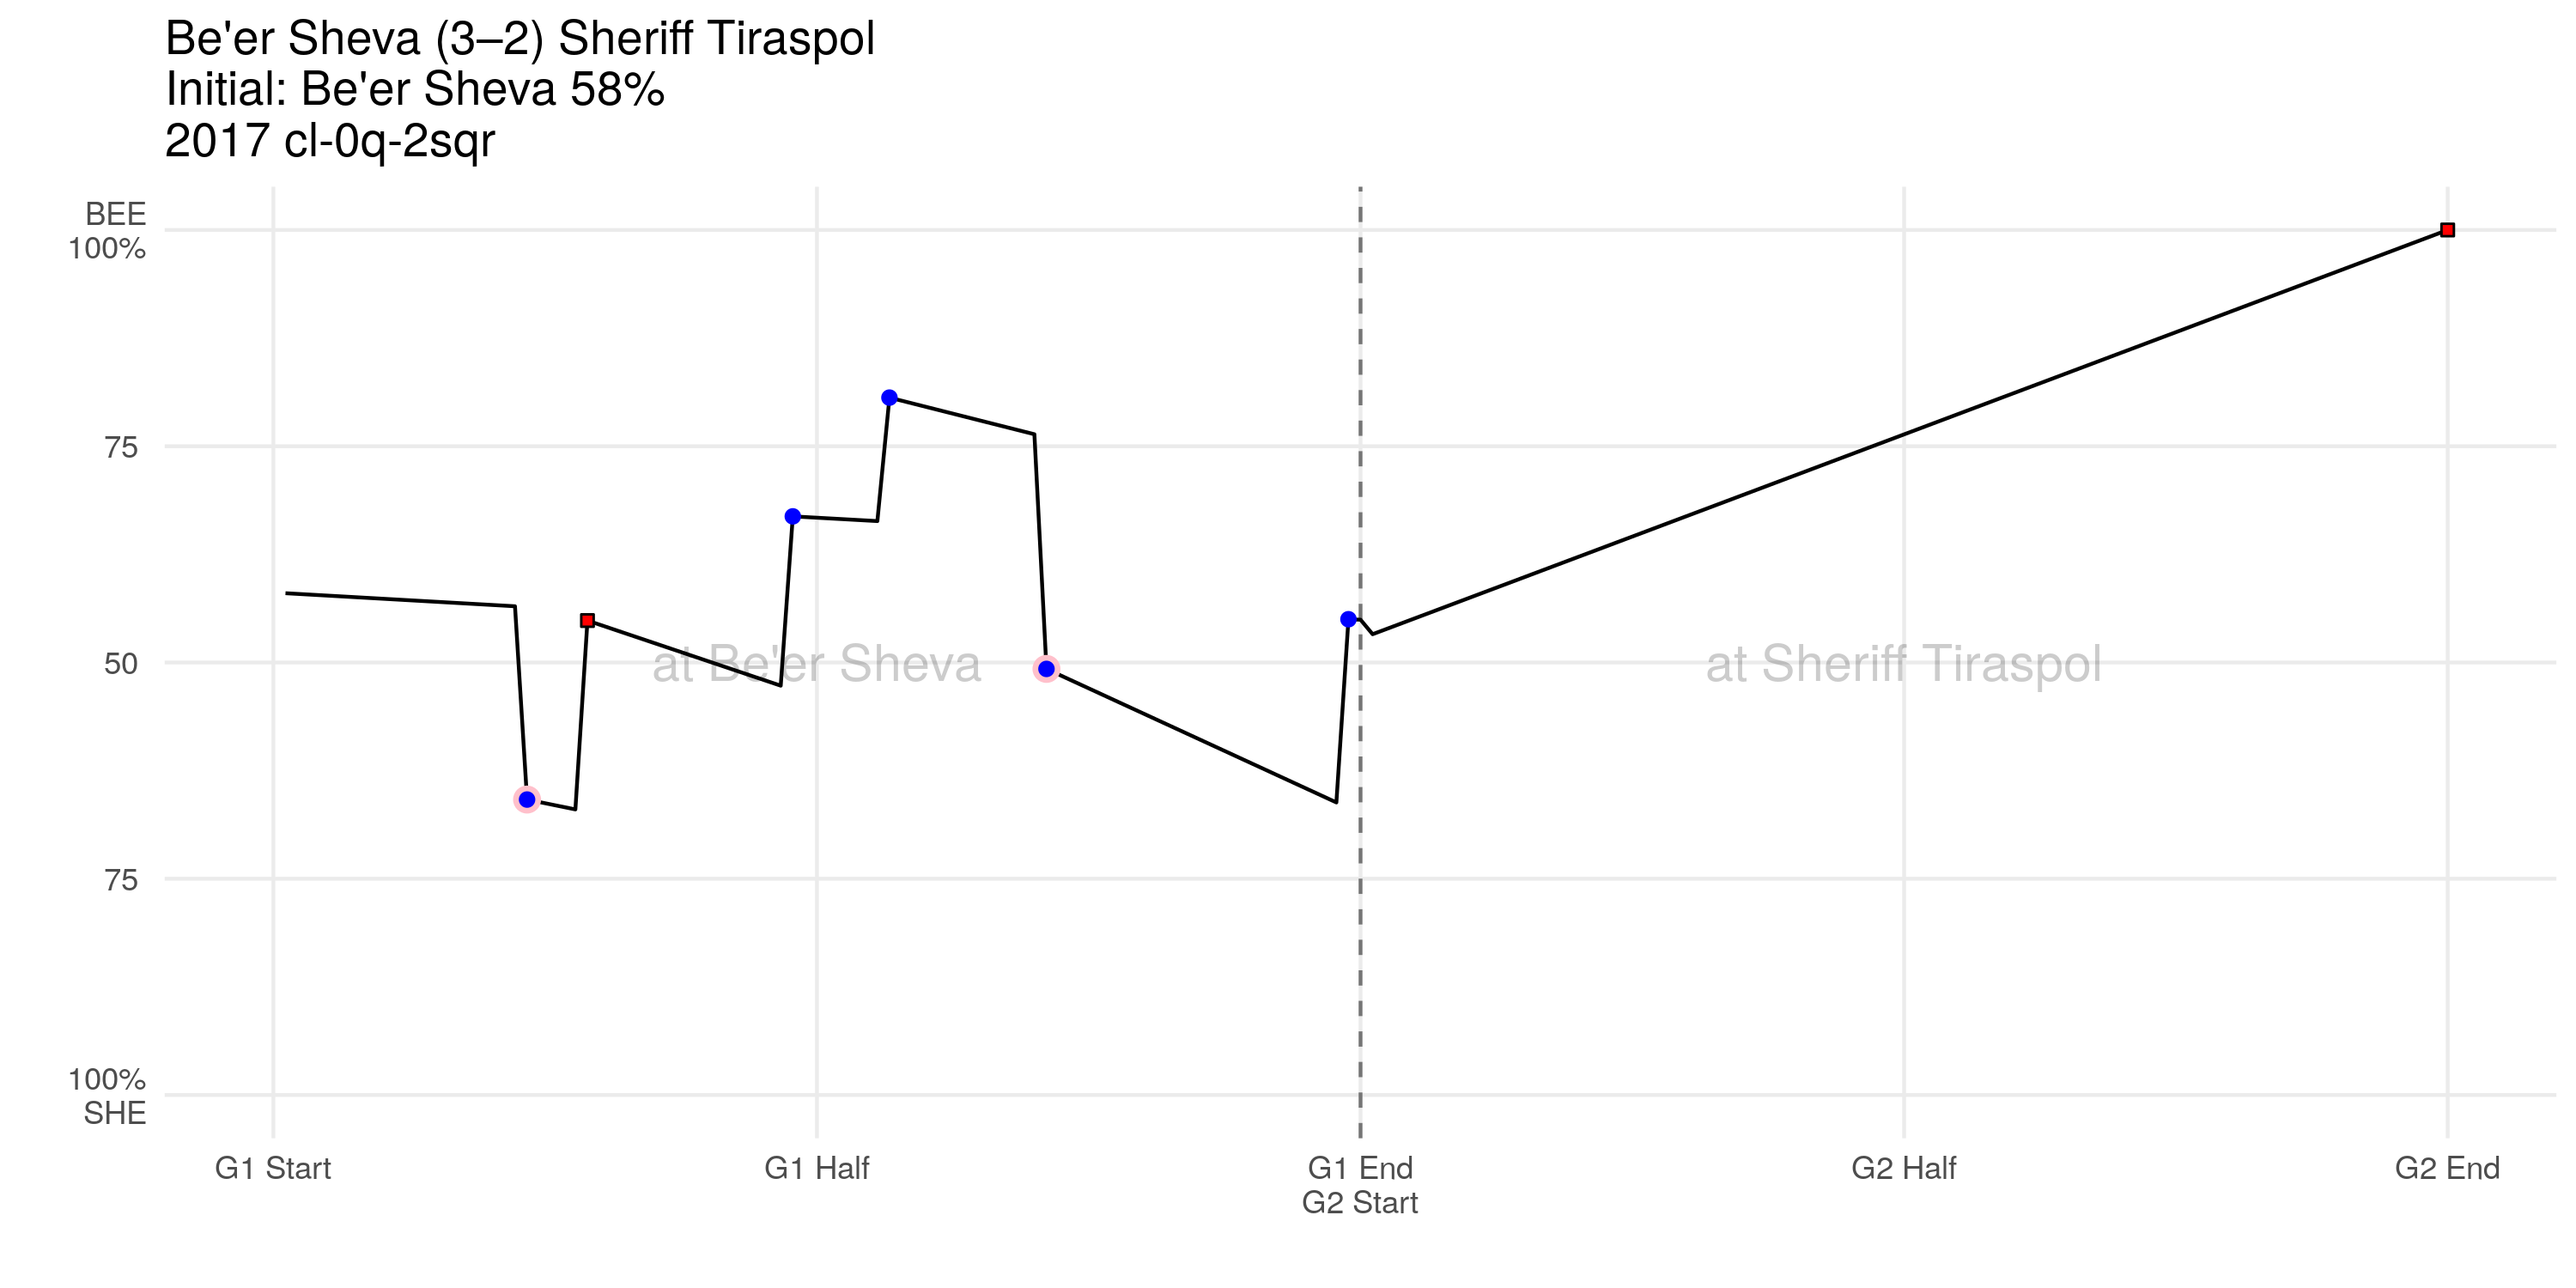 Be'er Sheva (3–2) Sheriff Tiraspol
Initial: Be'er Sheva 58%
2017 cl-0q-2sqr
BEE
100%
75
50
75
100%
SHE
at Be'er Sheva
at Sheriff Tiraspol
G1 Start
G1 Half
G1 End
G2 Start
G2 Half
G2 End